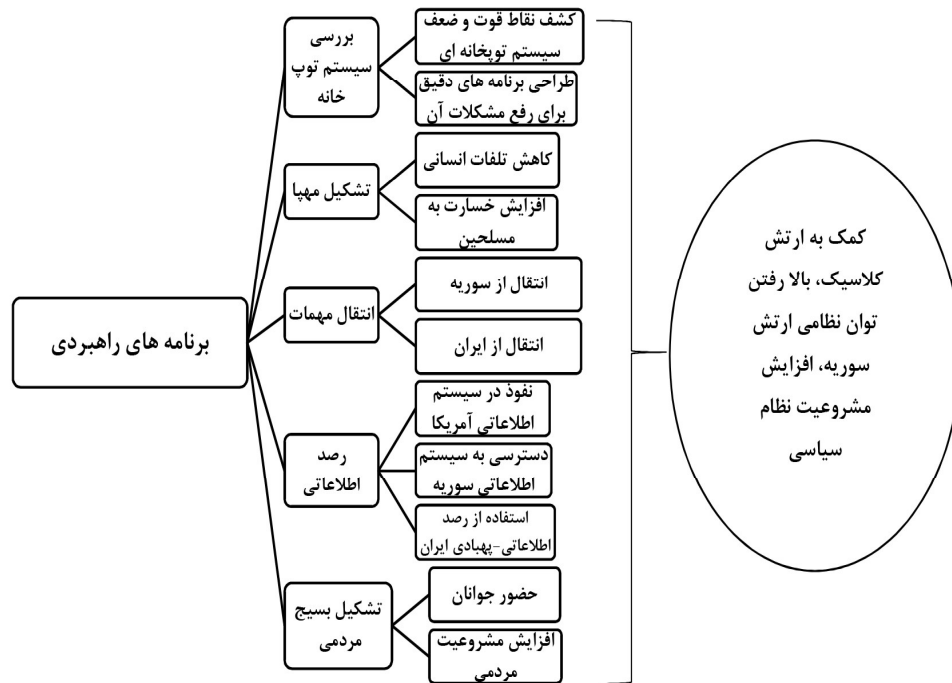 برنامه های راهبردی
بررسی
سیستم توپ
خانه
کشف نقاط قوت و ضعف
سیستم توپخانه ای
طراحی برنامه های دقیق
برای رفع مشکلات آن
تشکیل مهپا
کاهش تلفات انسانی
افزایش خسارت به
مسلحین
انتقال مهمات
انتقال از سوریه
انتقال از ایران
رصد
اطلاعاتی
نفوذ در سیستم
اطلاعاتی آمریکا
دسترسی به سیستم
اطلاعاتی سوریه
استفاده از رصد
اطلاعاتی-پهبادی ایران
تشکیل بسیج
مردمی
حضور جوانان
افزایش مشروعیت
مردمی
کمک به ارتش
کلاسیک، بالا رفتن
توان نظامی ارتش
سوریه، افزایش
مشروعیت نظام
سیاسی